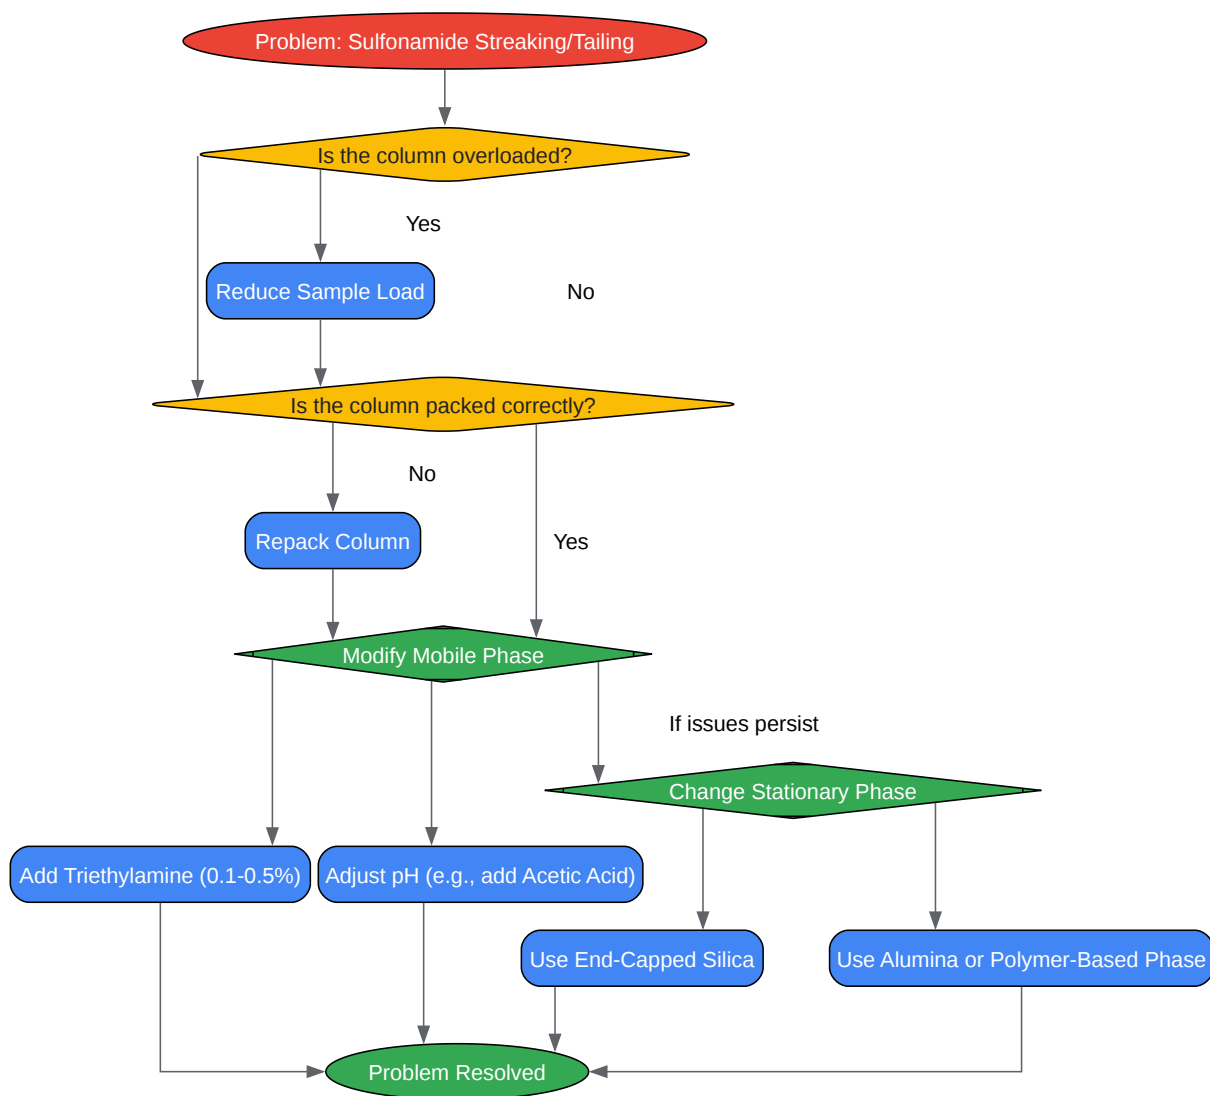 Problem: Sulfonamide Streaking/Tailing
Is the column overloaded?
Yes
Reduce Sample Load
No
Is the column packed correctly?
No
Repack Column
Yes
Modify Mobile Phase
If issues persist
Change Stationary Phase
Add Triethylamine (0.1-0.5%)
Adjust pH (e.g., add Acetic Acid)
Use End-Capped Silica
Use Alumina or Polymer-Based Phase
Problem Resolved